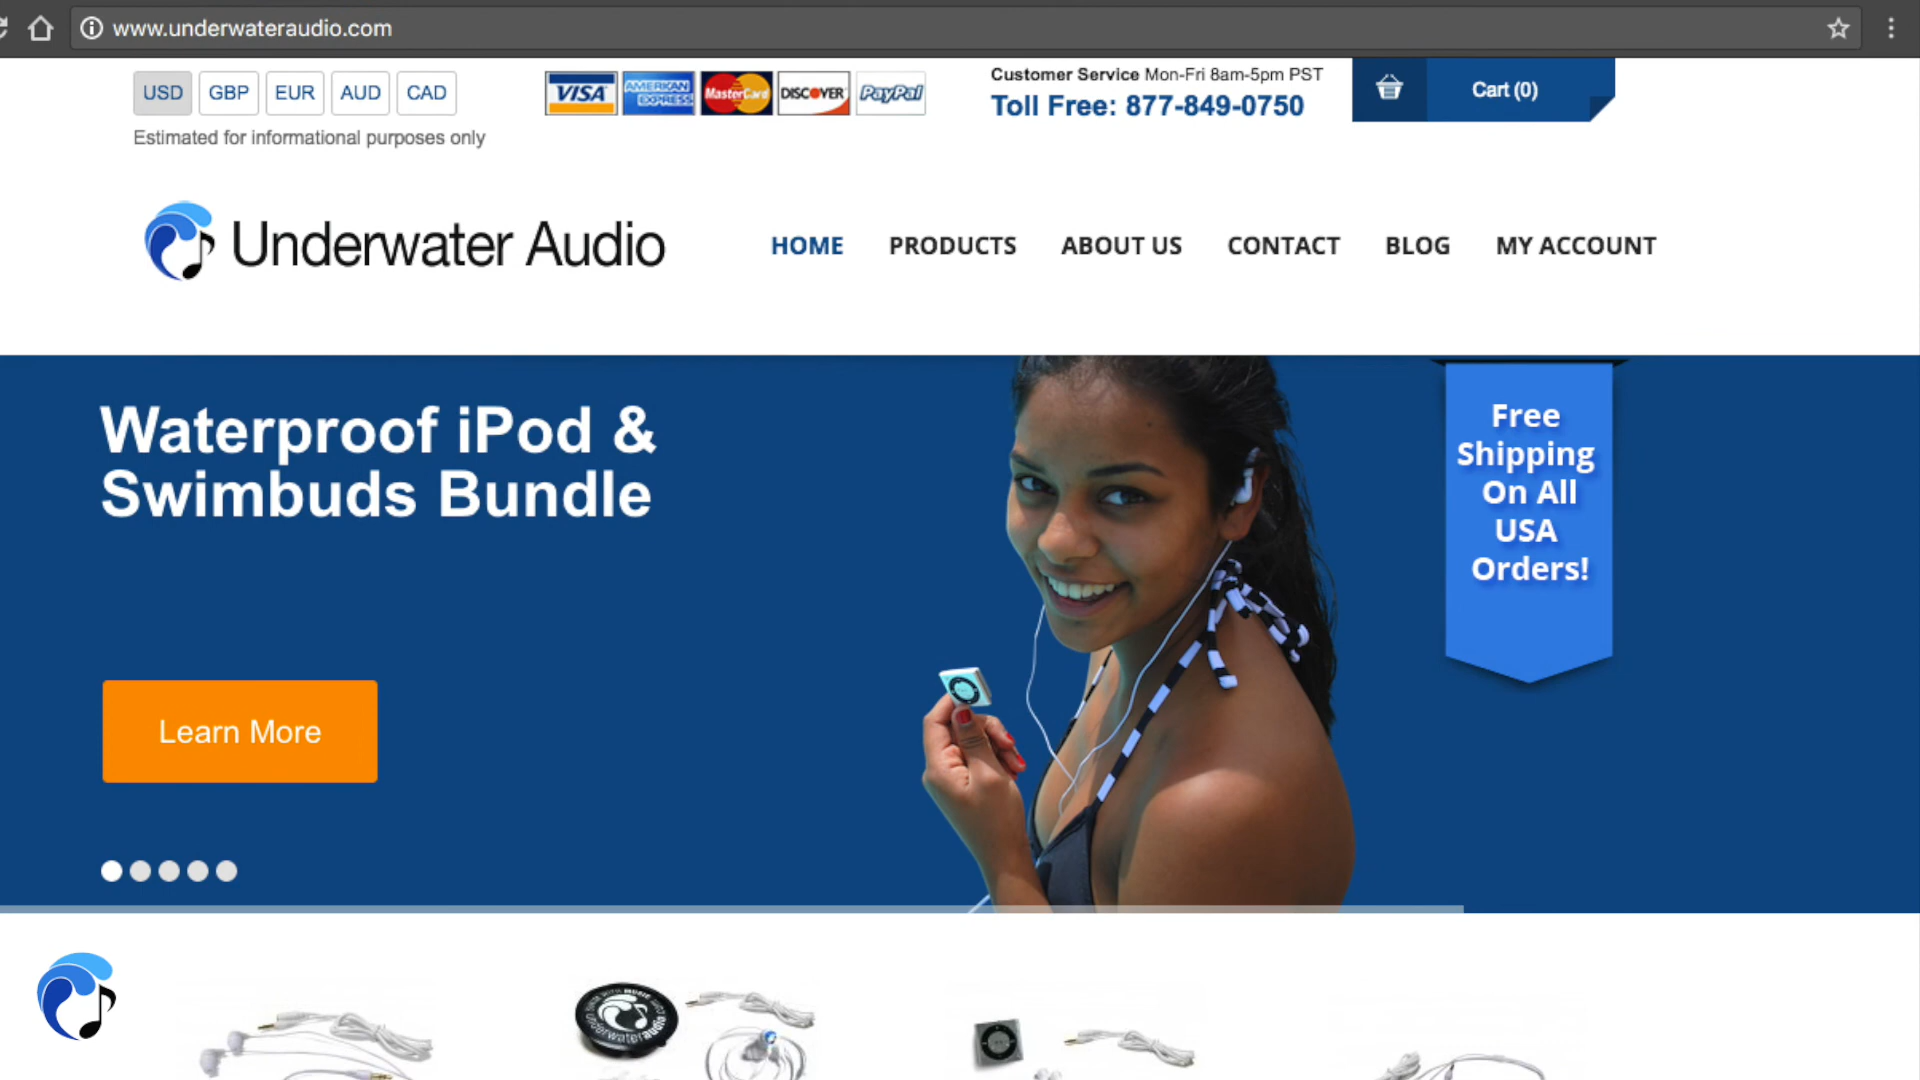 www.underwateraudio.com
USD GBP EUR AUD CAD
Estimated for informational purposes only
VISA AMERICAN EXPRESS MasterCard DISCOVER PayPal
Customer Service Mon-Fri 8am-5pm PST
Toll Free: 877-849-0750
Cart (0)
Underwater Audio
HOME PRODUCTS ABOUT US CONTACT BLOG MY ACCOUNT
Waterproof iPod &
Swimbuds Bundle
Free
Shipping
On All
USA
Orders!
Learn More